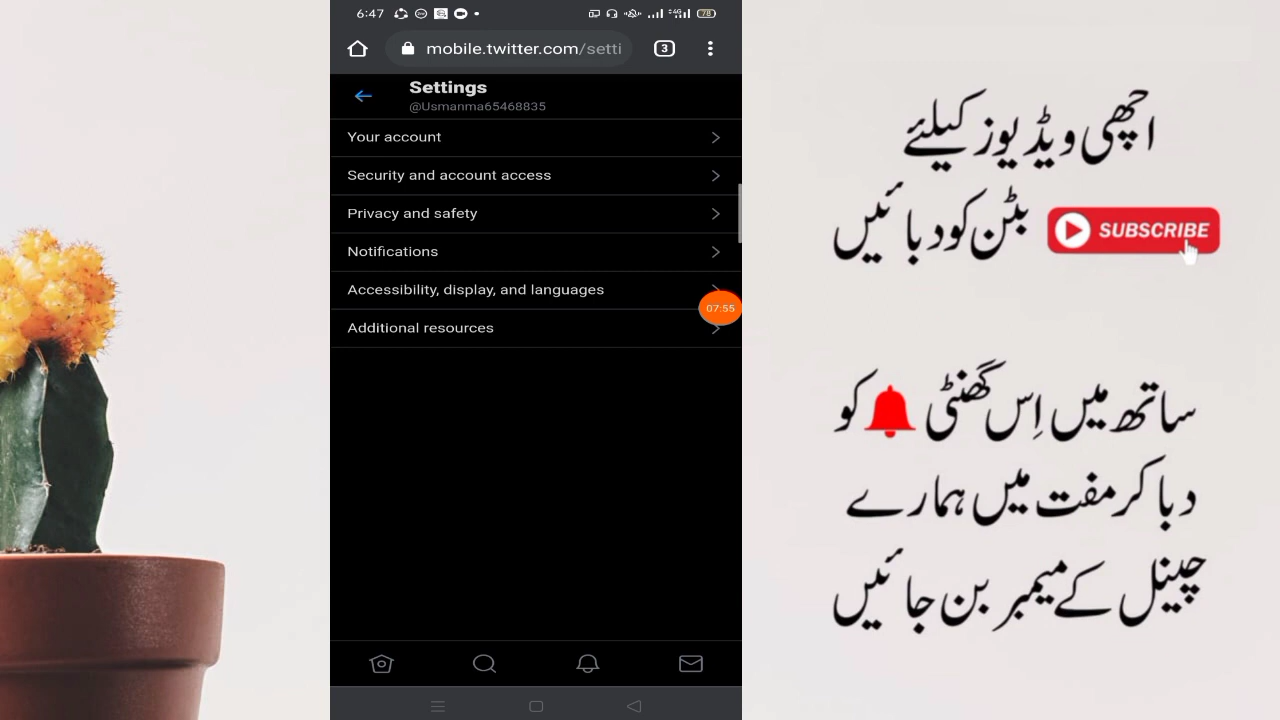 6:47
78
mobile.twitter.com/setti
3
Settings
@Usmanma65468835
Your account
Security and account access
Privacy and safety
Notifications
Accessibility, display, and languages
07:55
Additional resources
اچھی ویڈیوز کیلئے
SUBSCRIBE بٹن کو دبائیں
ساتھ میں اِس گھنٹی کو
دبا کر مفت میں ہمارے
چینل کے میمبر بن جائیں